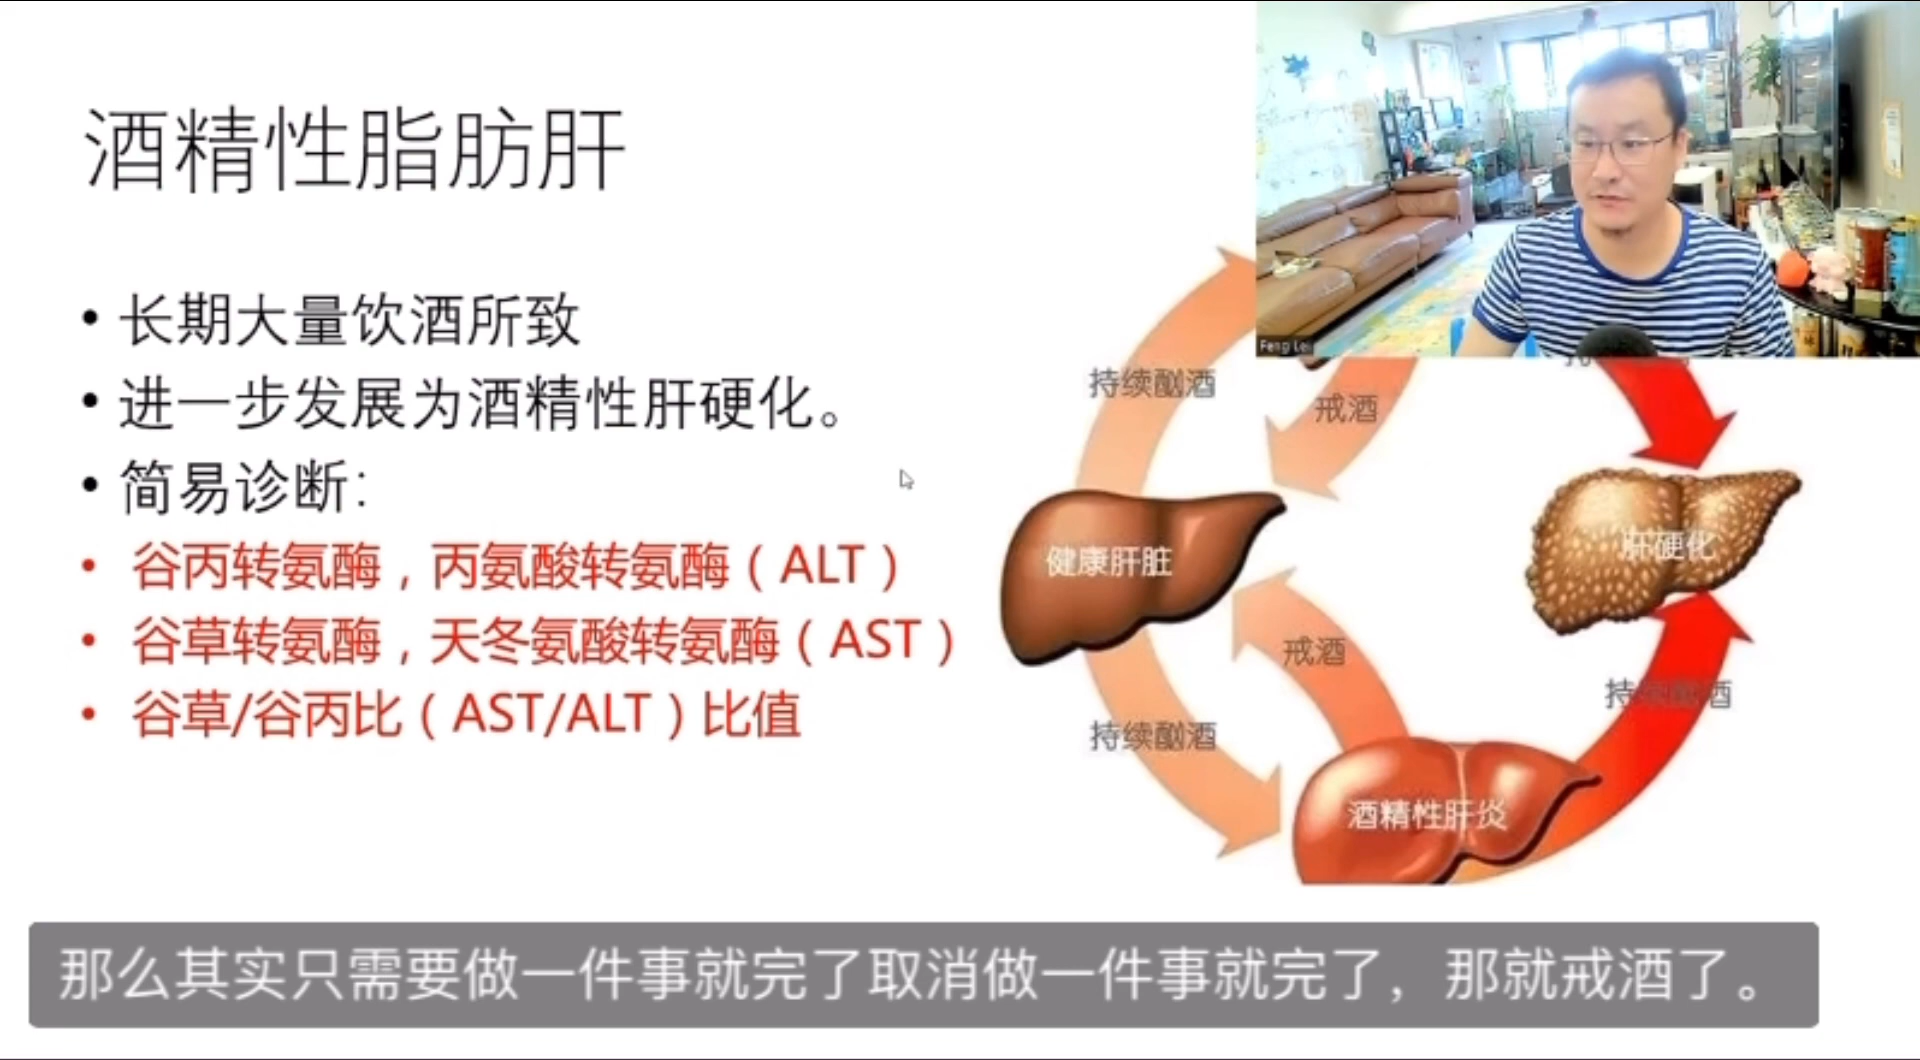 酒精性脂肪肝
• 长期大量饮酒所致
• 进一步发展为酒精性肝硬化。
• 简易诊断：
• 谷丙转氨酶，丙氨酸转氨酶（ALT）
• 谷草转氨酶，天冬氨酸转氨酶（AST）
• 谷草/谷丙比（AST/ALT）比值
Feng Lei
持续酗酒
戒酒
健康肝脏
肝硬化
戒酒
持续酗酒
持续酗酒
酒精性肝炎
那么其实只需要做一件事就完了取消做一件事就完了，那就戒酒了。